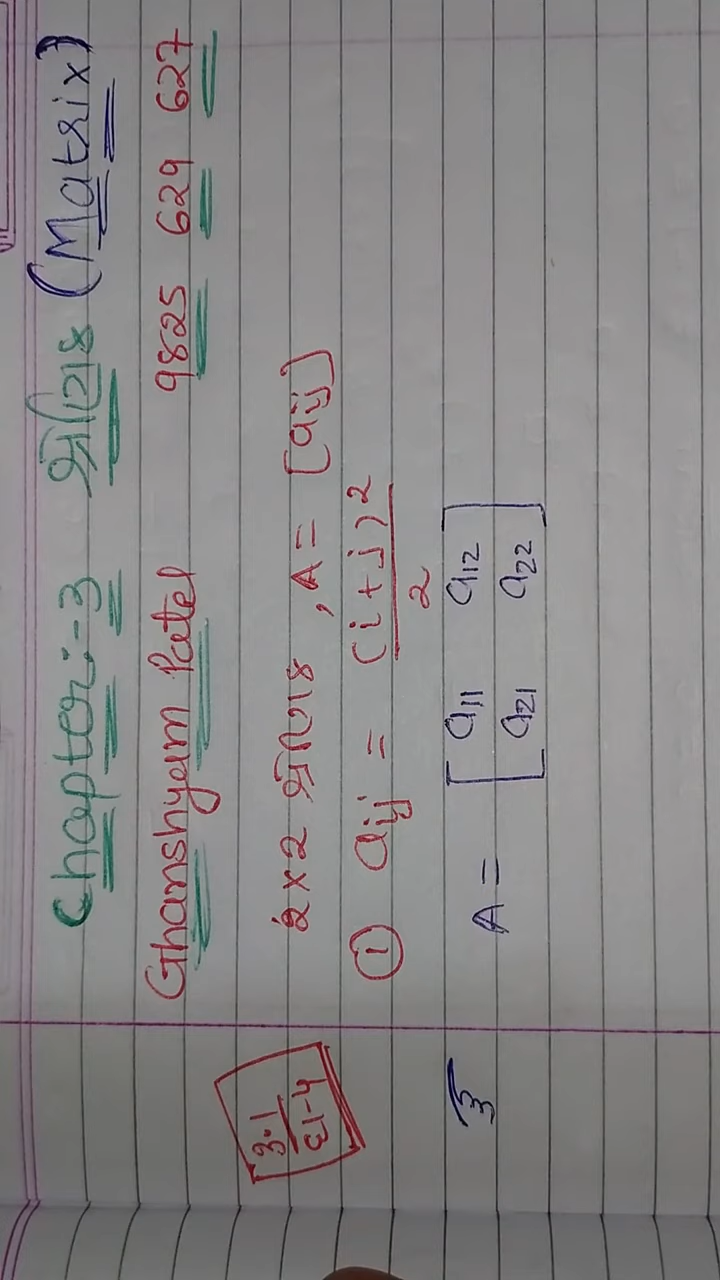 Chapter:-3 શ્રેણિક (Matrix)
Ghanshyam Patel 9825 629 627
3.1
દા-4
2×2 શ્રેણિક, A = [aij]
① aij = (i+j)²
2
ઉ A = [a11 a12
a21 a22]